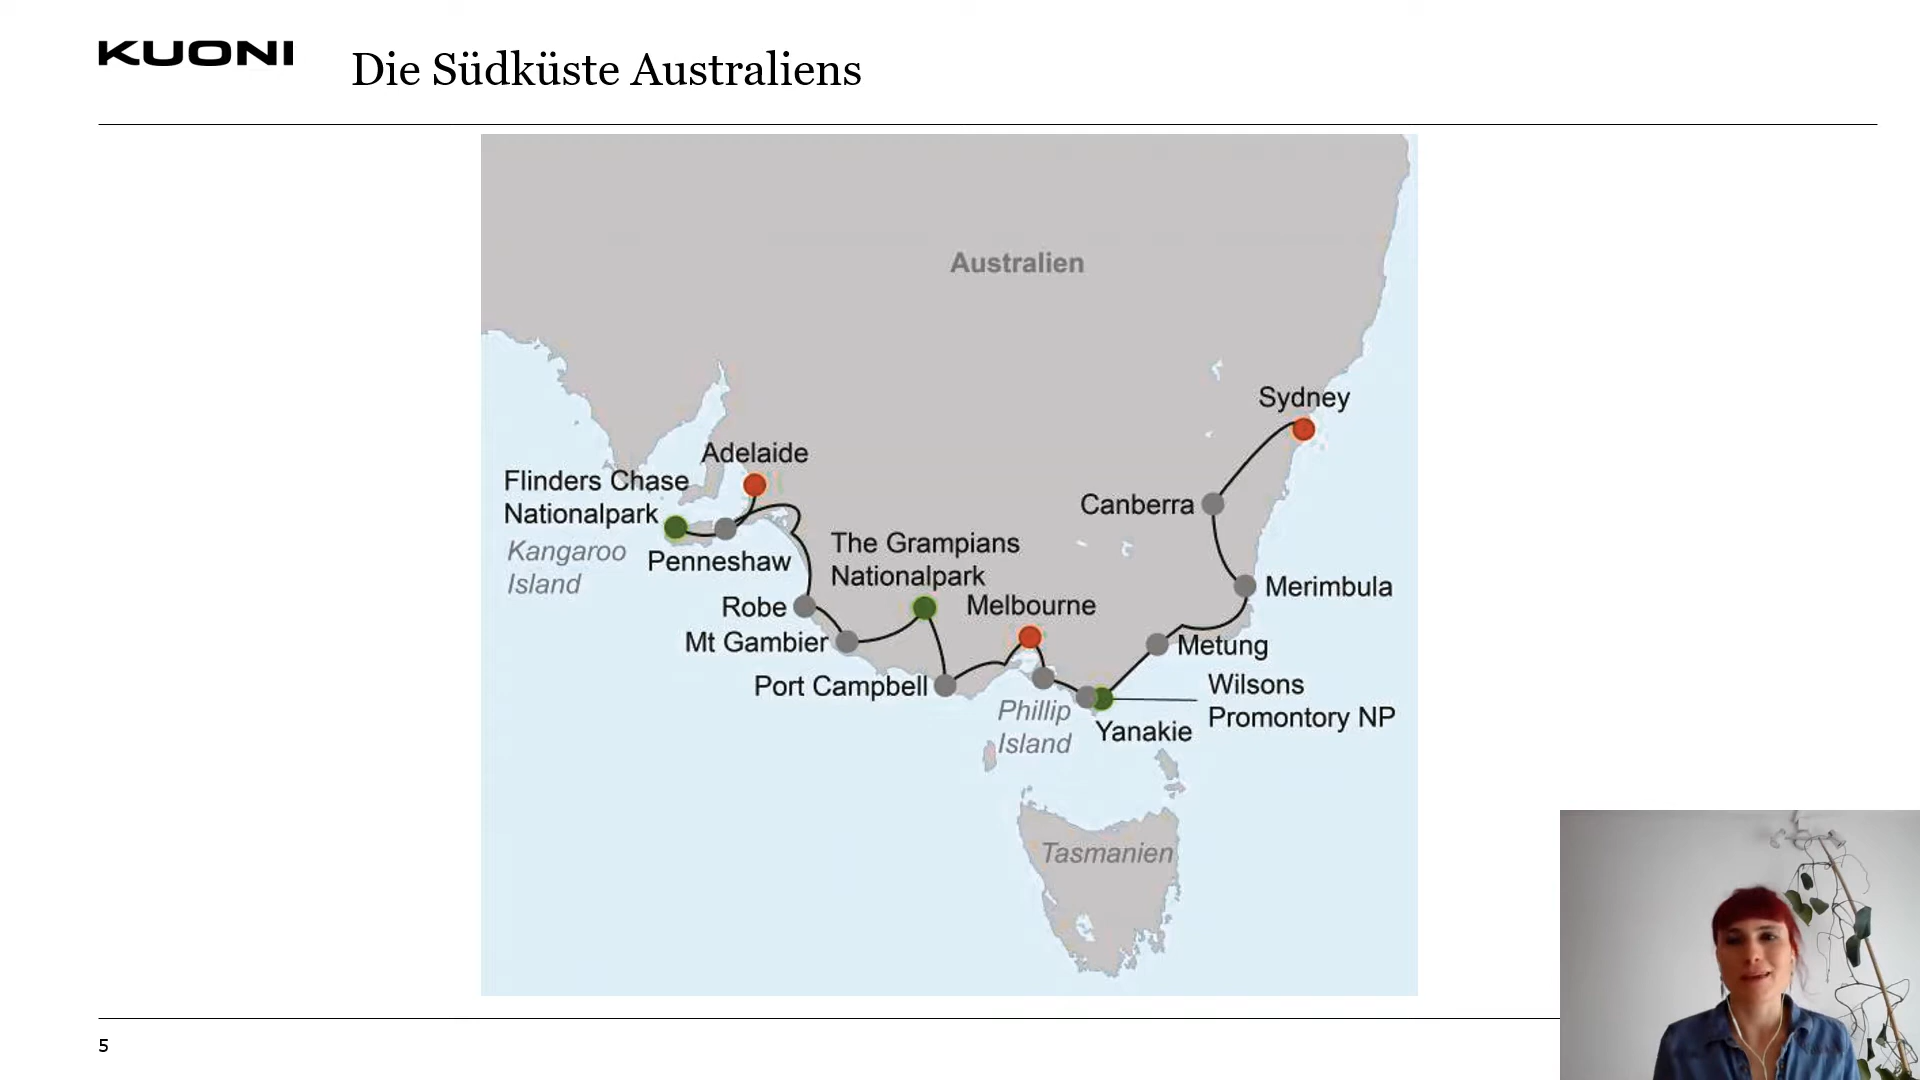 KUONI
Die Südküste Australiens
Australien
Sydney
Adelaide
Flinders Chase
Nationalpark
Canberra
Kangaroo
Island
Penneshaw
The Grampians
Nationalpark
Merimbula
Robe
Melbourne
Mt Gambier
Metung
Port Campbell
Wilsons
Promontory NP
Phillip
Island
Yanakie
Tasmanien
5